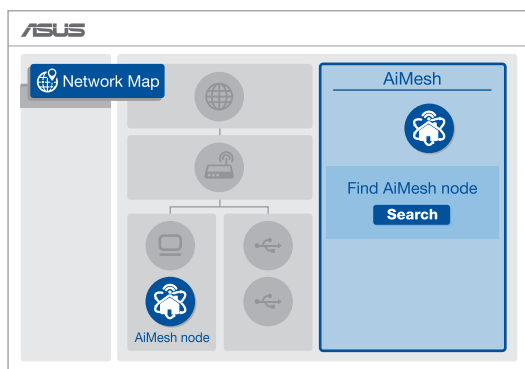 ASUS
Network Map
AiMesh
Find AiMesh node
Search
AiMesh node